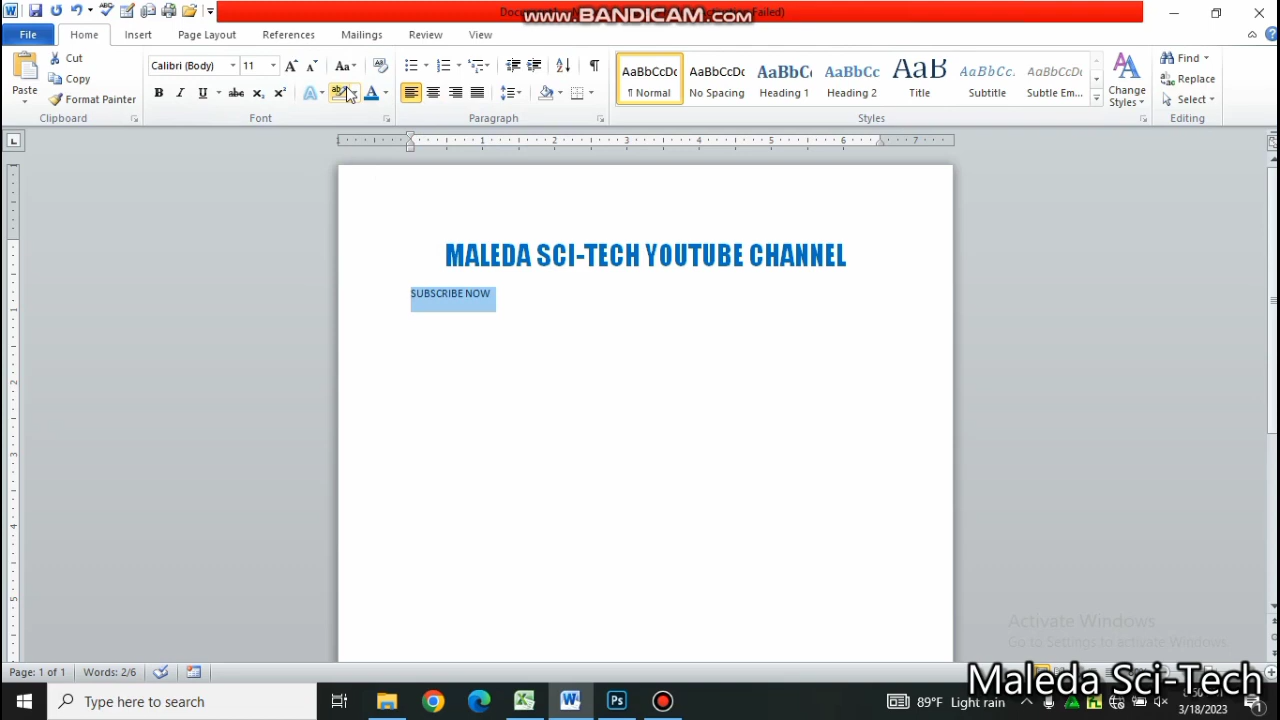 www.BANDICAM.com
File Home Insert Page Layout References Mailings Review View
Cut
Copy
Format Painter
Paste
Calibri (Body) 11
AaBbCcDc AaBbCcDc AaBbC AaBbCc AaB AaBbCc. AaBbCcDc
¶ Normal No Spacing Heading 1 Heading 2 Title Subtitle Subtle Em...
Change Styles
Find
Replace
Select
Clipboard Font Paragraph Styles Editing
MALEDA SCI-TECH YOUTUBE CHANNEL
SUBSCRIBE NOW
Activate Windows
Go to Settings to activate Windows
Page: 1 of 1 Words: 2/6
Maleda Sci-Tech
Type here to search
89°F Light rain
3/18/2023